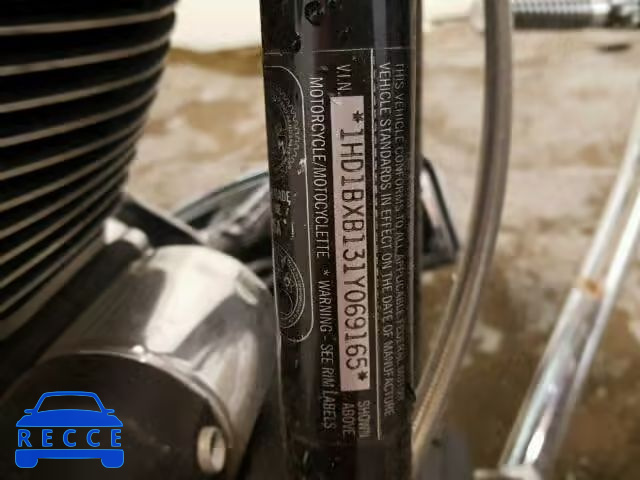 THIS VEHICLE CONFORMS TO ALL APPLICABLE FEDERAL
VEHICLE STANDARDS IN EFFECT ON THE DATE OF MANUFACTURE
SHOWN
ABOVE
V.I.N. *1HD1BXB131Y069165*
MOTORCYCLE/MOTOCYCLETTE * WARNING - SEE RIM LABELS
RECCE